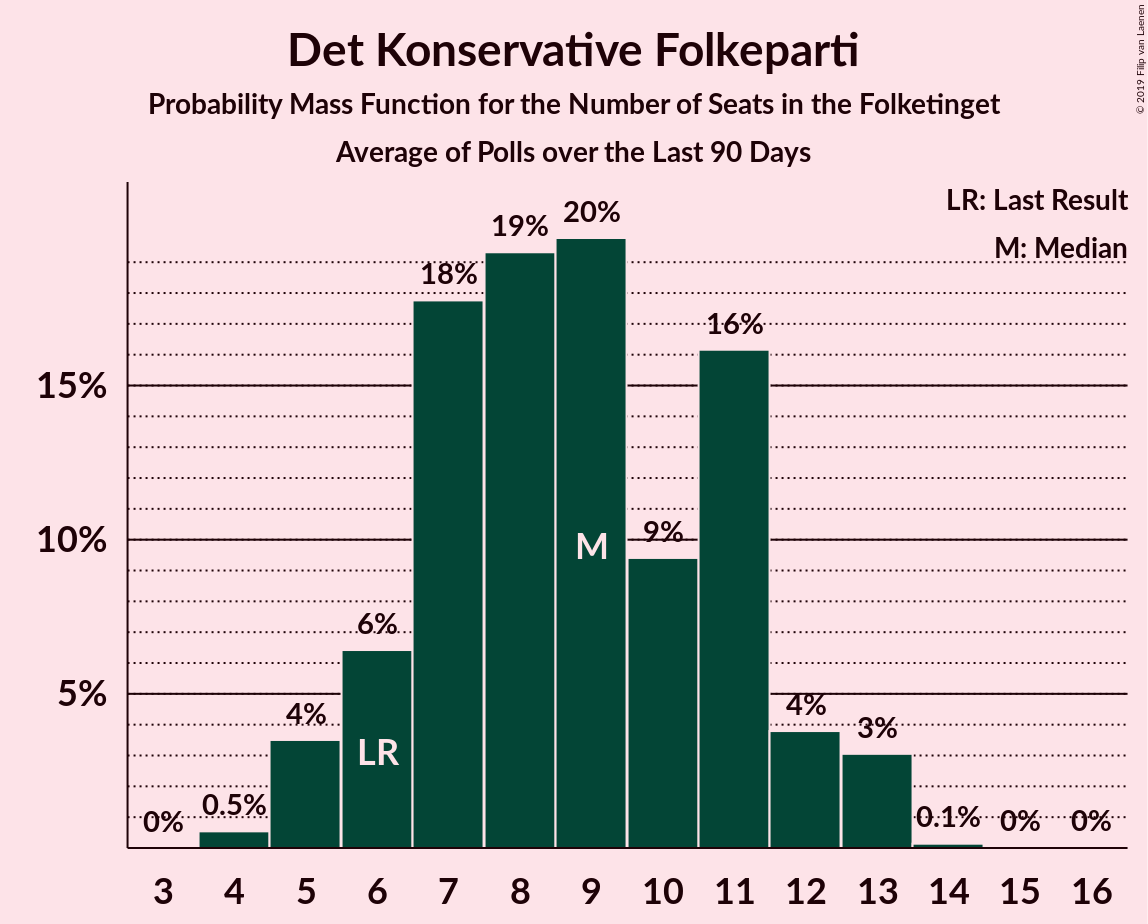 Det Konservative Folkeparti
Probability Mass Function for the Number of Seats in the Folketinget
Average of Polls over the Last 90 Days
© 2019 Filip van Laenen
LR: Last Result
M: Median
20%
19%
18%
16%
15%
10%
9%
M
6%
5%
4%
4%
3%
LR
0.5%
0%
0.1%
0%
0%
3 4 5 6 7 8 9 10 11 12 13 14 15 16